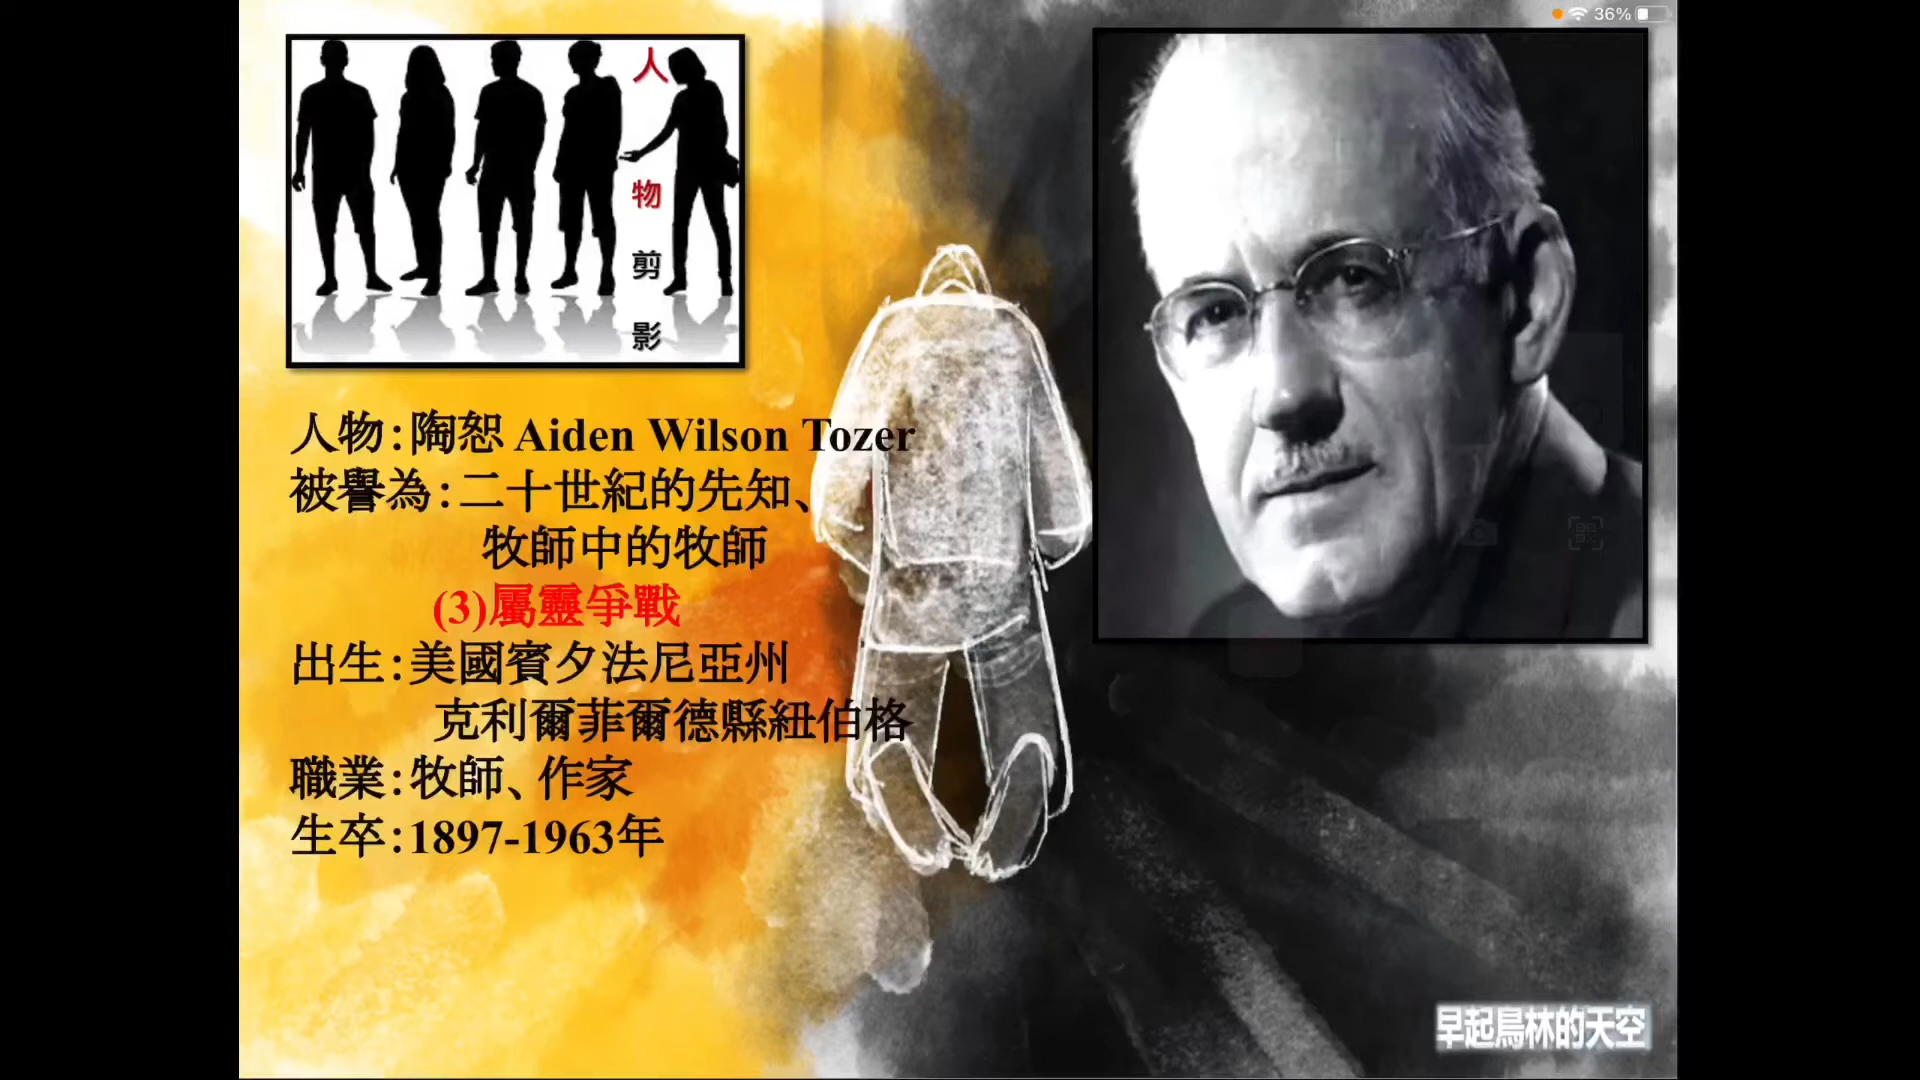 36%
人物剪影
人物:陶恕 Aiden Wilson Tozer
被譽為:二十世紀的先知、
牧師中的牧師
(3)屬靈爭戰
出生:美國賓夕法尼亞州
克利爾菲爾德縣紐伯格
職業:牧師、作家
生卒:1897-1963年
早起鳥林的天空